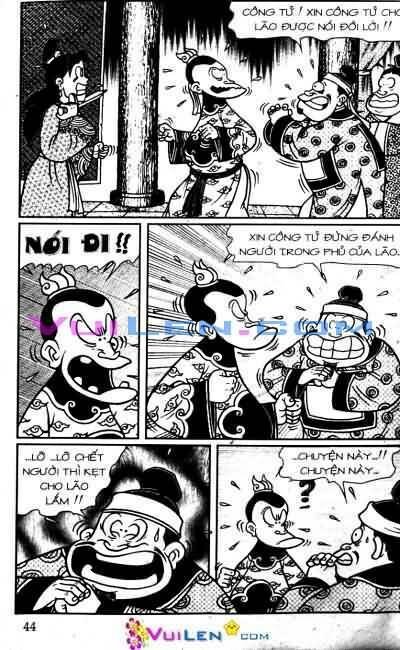 CÔNG TỬ ! XIN CÔNG TỬ CHO
LÃO ĐƯỢC NÓI ĐÔI LỜI !!
NÓI ĐI !!
XIN CÔNG TỬ ĐỪNG ĐÁNH
NGƯỜI TRONG PHỦ CỦA LÃO..
VUILEN.COM
...LỠ ...LỠ CHẾT
NGƯỜI THÌ KẸT
CHO LÃO
LẮM !!
...CHUYỆN NÀY...!!
CHUYỆN NÀY...
?
44
VUILEN.COM